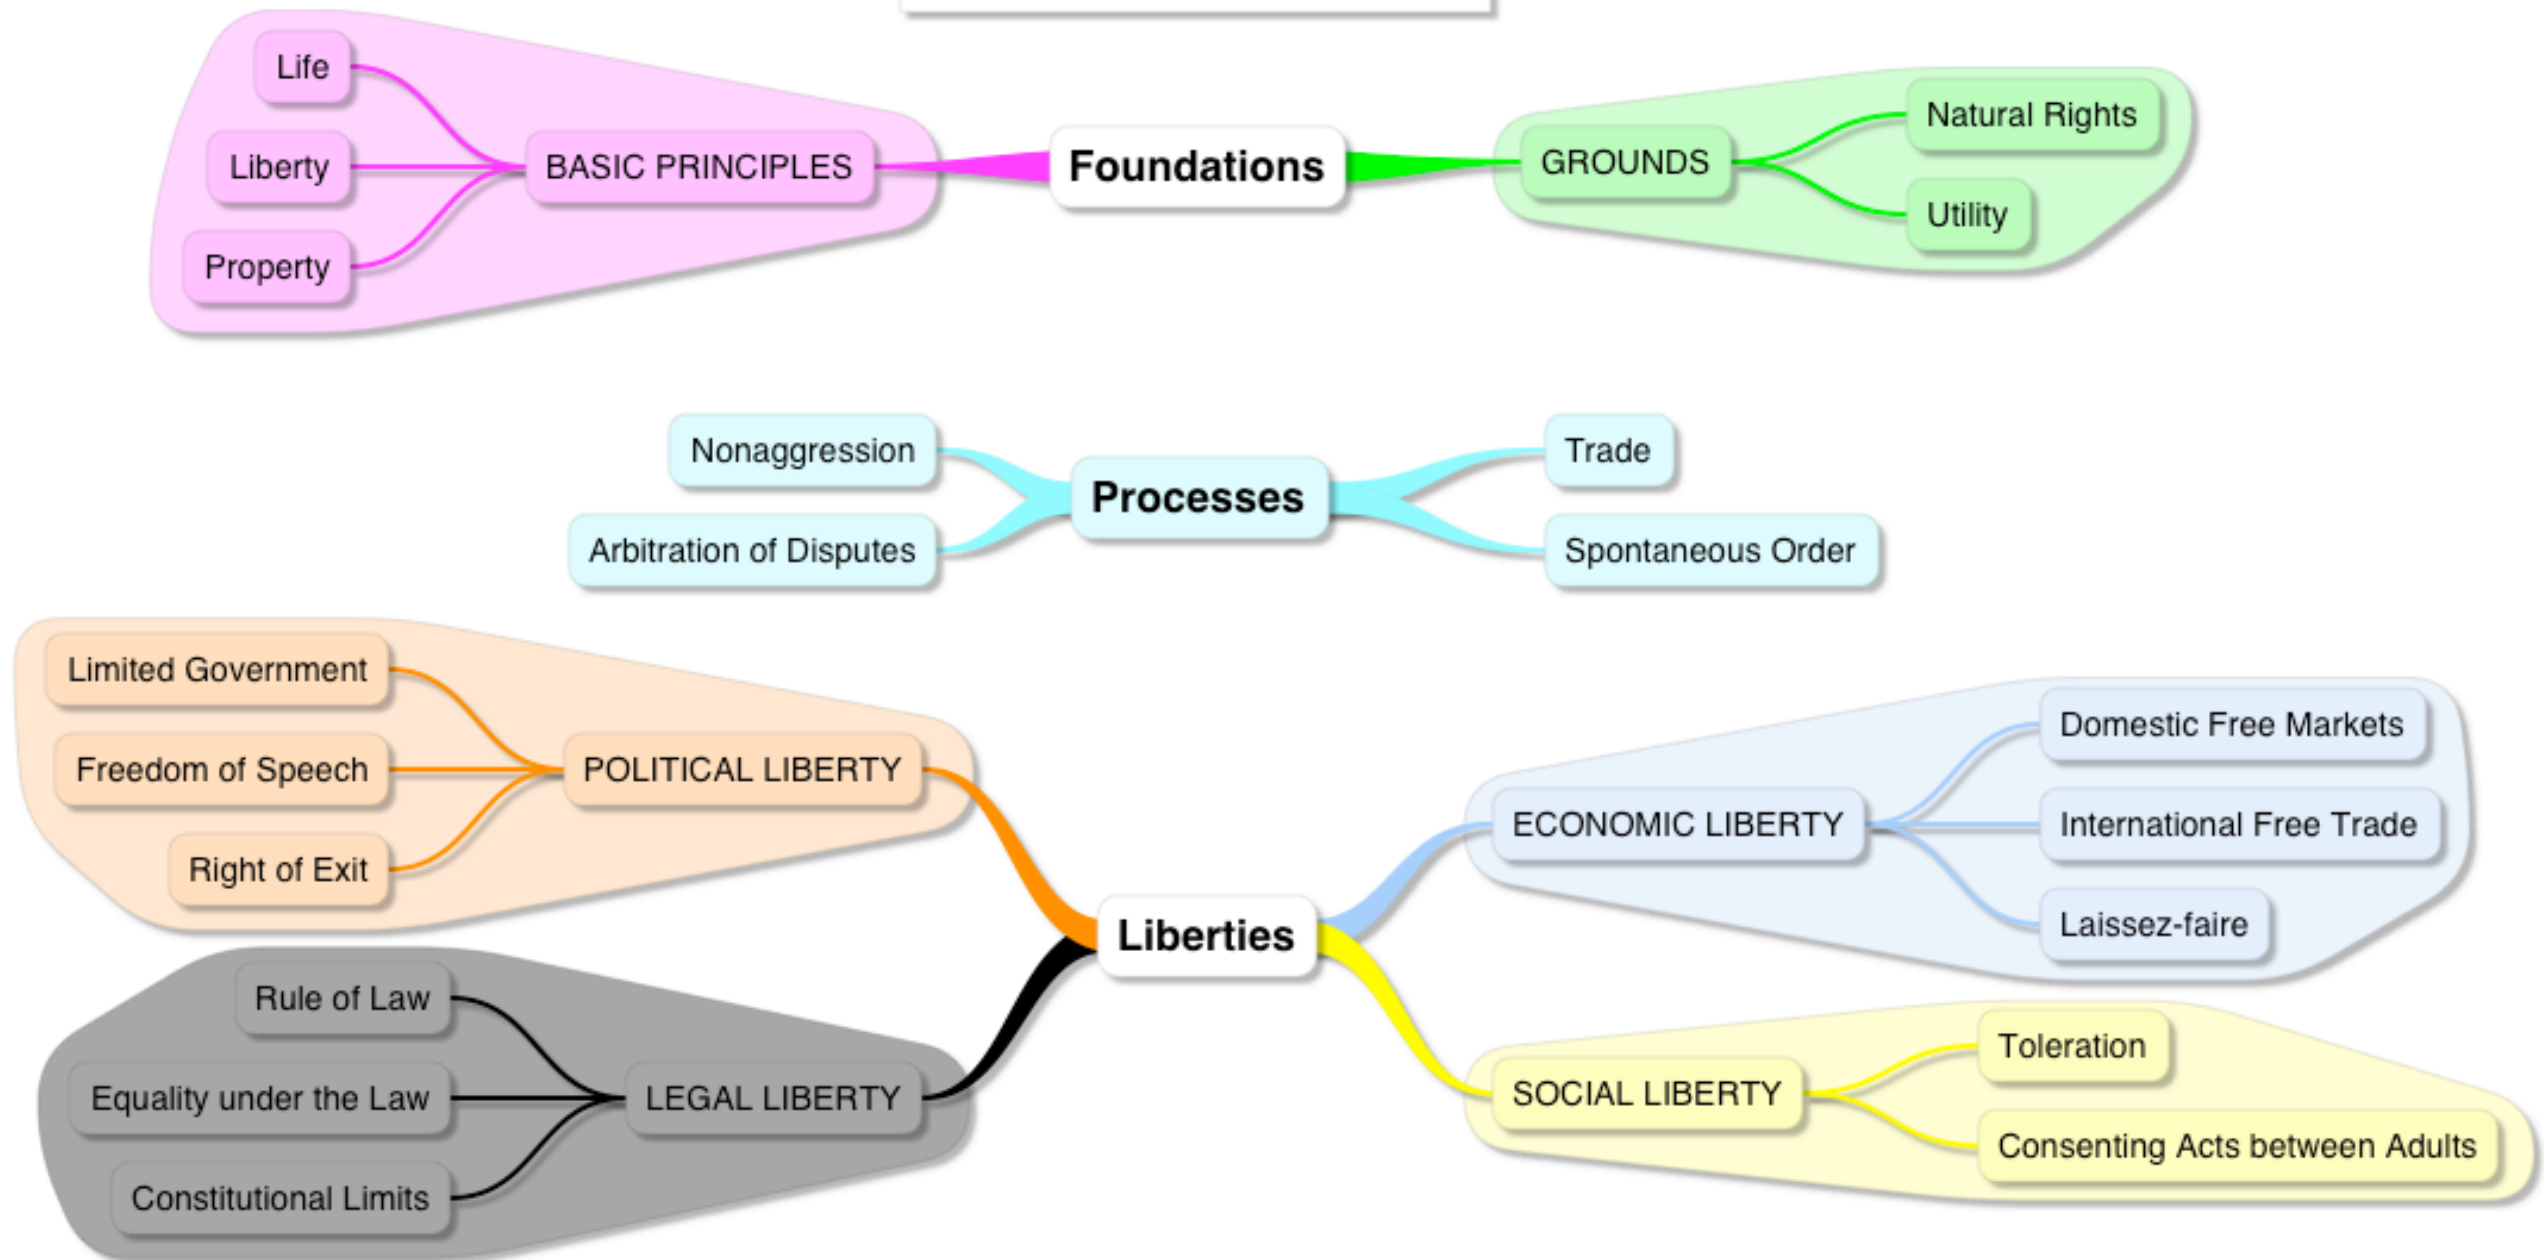 Life
Liberty
Property
BASIC PRINCIPLES
Foundations
GROUNDS
Natural Rights
Utility
Nonaggression
Arbitration of Disputes
Processes
Trade
Spontaneous Order
Limited Government
Freedom of Speech
Right of Exit
POLITICAL LIBERTY
Rule of Law
Equality under the Law
Constitutional Limits
LEGAL LIBERTY
Liberties
ECONOMIC LIBERTY
Domestic Free Markets
International Free Trade
Laissez-faire
SOCIAL LIBERTY
Toleration
Consenting Acts between Adults